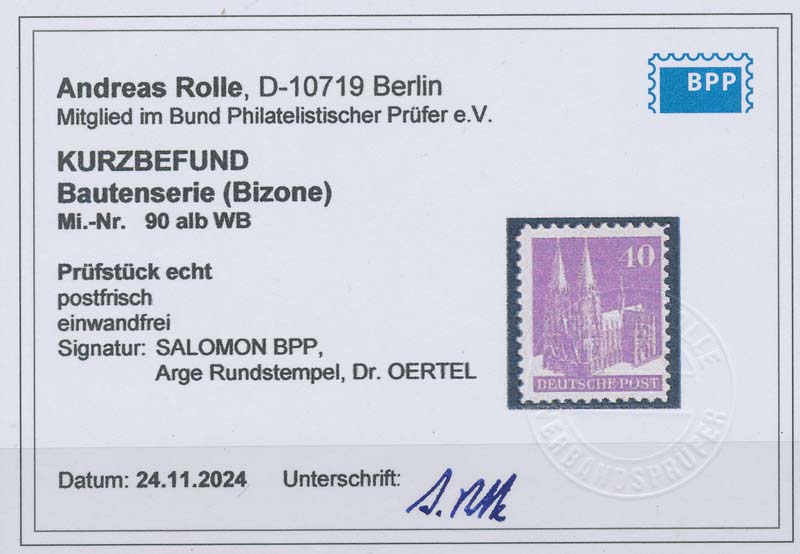 BPP
Andreas Rolle, D-10719 Berlin
Mitglied im Bund Philatelistischer Prüfer e.V.
KURZBEFUND
Bautenserie (Bizone)
Mi.-Nr. 90 alb WB
40
DEUTSCHE POST
Prüfstück echt
postfrisch
einwandfrei
Signatur: SALOMON BPP,
Arge Rundstempel, Dr. OERTEL
VERBANDSPRÜFER
Datum: 24.11.2024 Unterschrift: